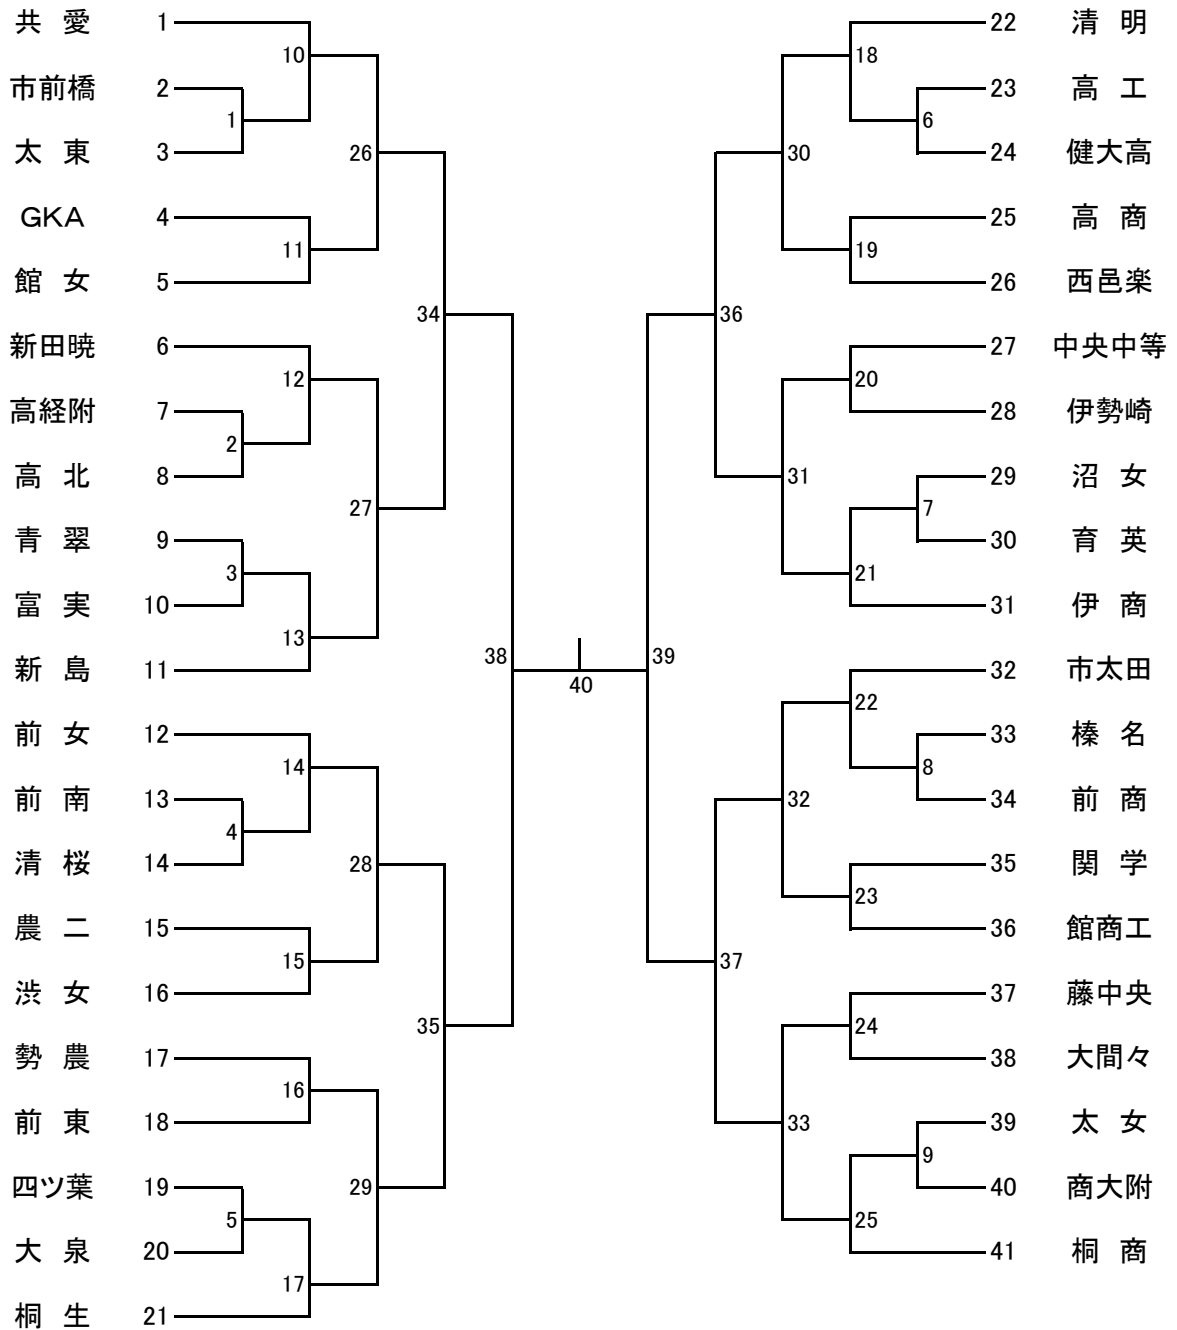 共 愛 1
10
市前橋 2
1
太 東 3
26
GKA 4
11
館 女 5
34
新田暁 6
12
高経附 7
2
高 北 8
27
青 翠 9
3
富 実 10
13
新 島 11
38
前 女 12
14
前 南 13
4
清 桜 14
28
農 二 15
15
渋 女 16
35
勢 農 17
16
前 東 18
29
四ツ葉 19
5
大 泉 20
17
桐 生 21
40
22 清 明
18
23 高 工
6
24 健大高
30
25 高 商
19
26 西邑楽
36
27 中央中等
20
28 伊勢崎
31
29 沼 女
7
30 育 英
21
31 伊 商
39
32 市太田
22
33 榛 名
8
34 前 商
32
35 関 学
23
36 館商工
37
37 藤中央
24
38 大間々
33
39 太 女
9
40 商大附
25
41 桐 商